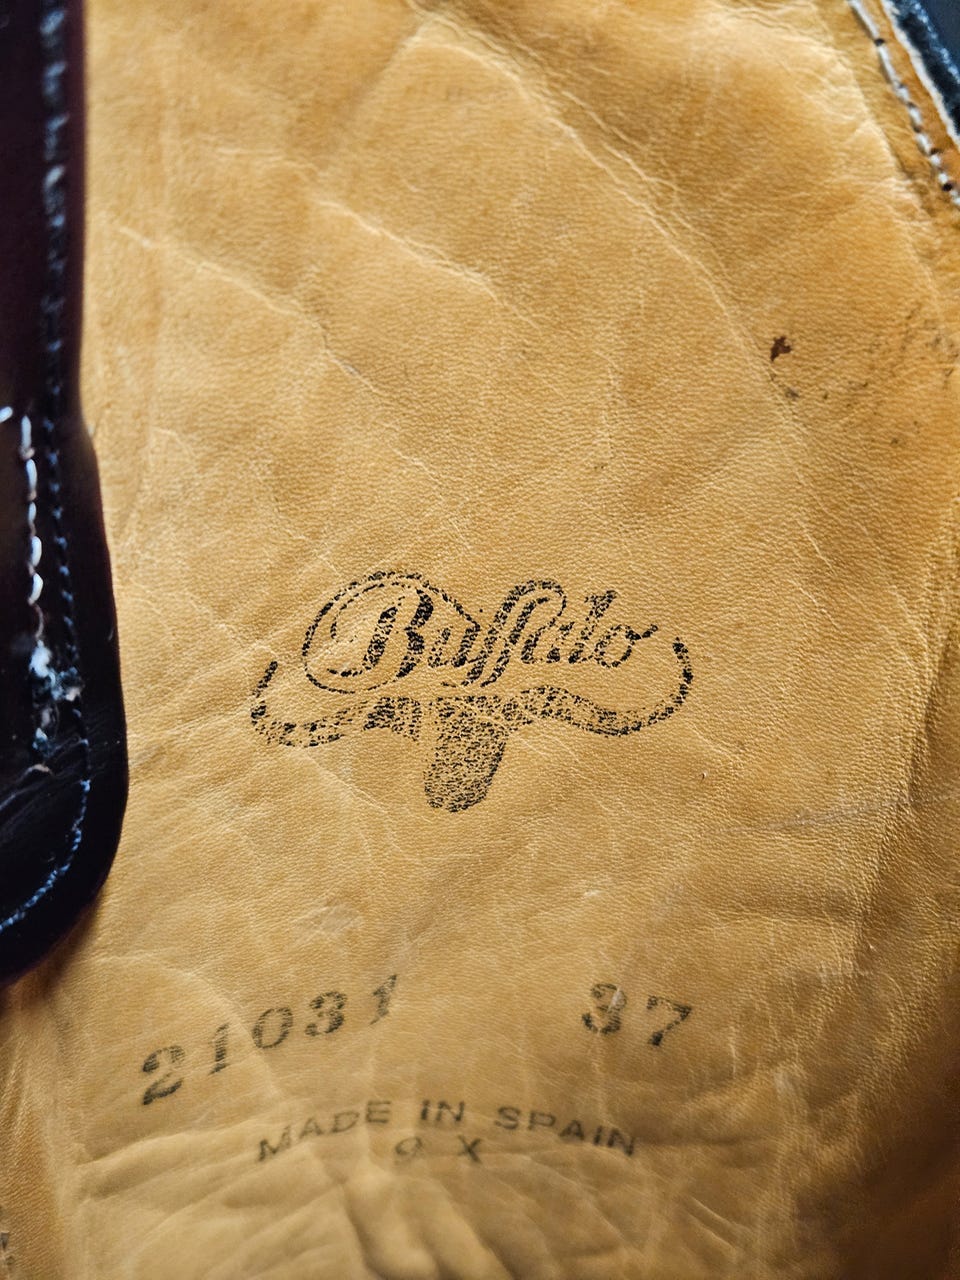 Buffalo
21031 37
MADE IN SPAIN
9 X